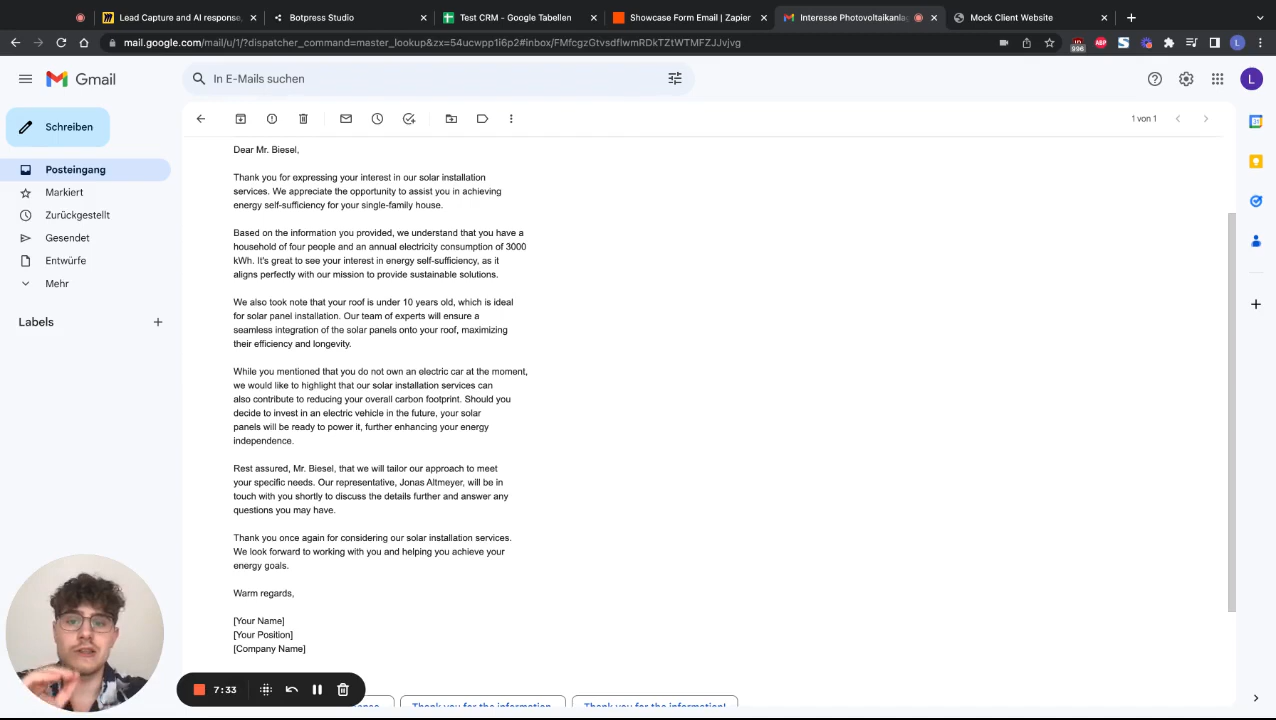 Lead Capture and AI response,
Botpress Studio
Test CRM - Google Tabellen
Showcase Form Email | Zapier
Interesse Photovoltaikanlag
Mock Client Website
mail.google.com/mail/u/1/?dispatcher_command=master_lookup&zx=54ucwpp1i6p2#inbox/FMfcgzGtvsdflwmRDkTZtWTMFZJJvjvg
996
ABP
L
Gmail
In E-Mails suchen
L
Schreiben
1 von 1
Posteingang
Markiert
Zurückgestellt
Gesendet
Entwürfe
Mehr
Labels
Dear Mr. Biesel,
Thank you for expressing your interest in our solar installation
services. We appreciate the opportunity to assist you in achieving
energy self-sufficiency for your single-family house.
Based on the information you provided, we understand that you have a
household of four people and an annual electricity consumption of 3000
kWh. It's great to see your interest in energy self-sufficiency, as it
aligns perfectly with our mission to provide sustainable solutions.
We also took note that your roof is under 10 years old, which is ideal
for solar panel installation. Our team of experts will ensure a
seamless integration of the solar panels onto your roof, maximizing
their efficiency and longevity.
While you mentioned that you do not own an electric car at the moment,
we would like to highlight that our solar installation services can
also contribute to reducing your overall carbon footprint. Should you
decide to invest in an electric vehicle in the future, your solar
panels will be ready to power it, further enhancing your energy
independence.
Rest assured, Mr. Biesel, that we will tailor our approach to meet
your specific needs. Our representative, Jonas Altmeyer, will be in
touch with you shortly to discuss the details further and answer any
questions you may have.
Thank you once again for considering our solar installation services.
We look forward to working with you and helping you achieve your
energy goals.
Warm regards,
[Your Name]
[Your Position]
[Company Name]
7:33
Thank you for the information.
Thank you for the information!